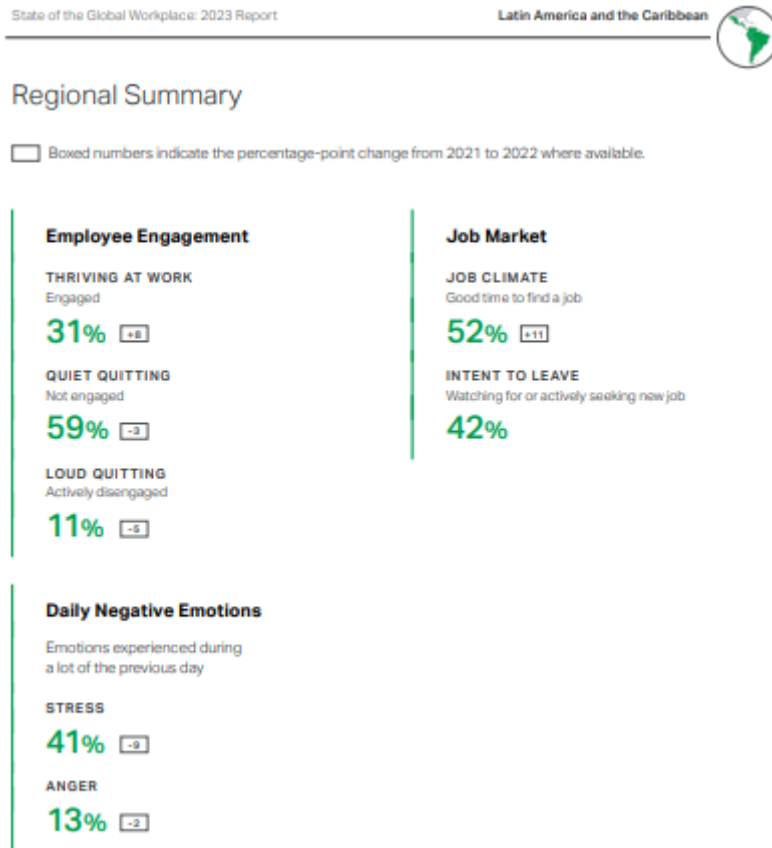 State of the Global Workplace: 2023 Report
Latin America and the Caribbean
Regional Summary
Boxed numbers indicate the percentage-point change from 2021 to 2022 where available.
Employee Engagement
THRIVING AT WORK
Engaged
31% +8
QUIET QUITTING
Not engaged
59% -3
LOUD QUITTING
Actively disengaged
11% -5
Job Market
JOB CLIMATE
Good time to find a job
52% +11
INTENT TO LEAVE
Watching for or actively seeking new job
42%
Daily Negative Emotions
Emotions experienced during
a lot of the previous day
STRESS
41% -9
ANGER
13% -2